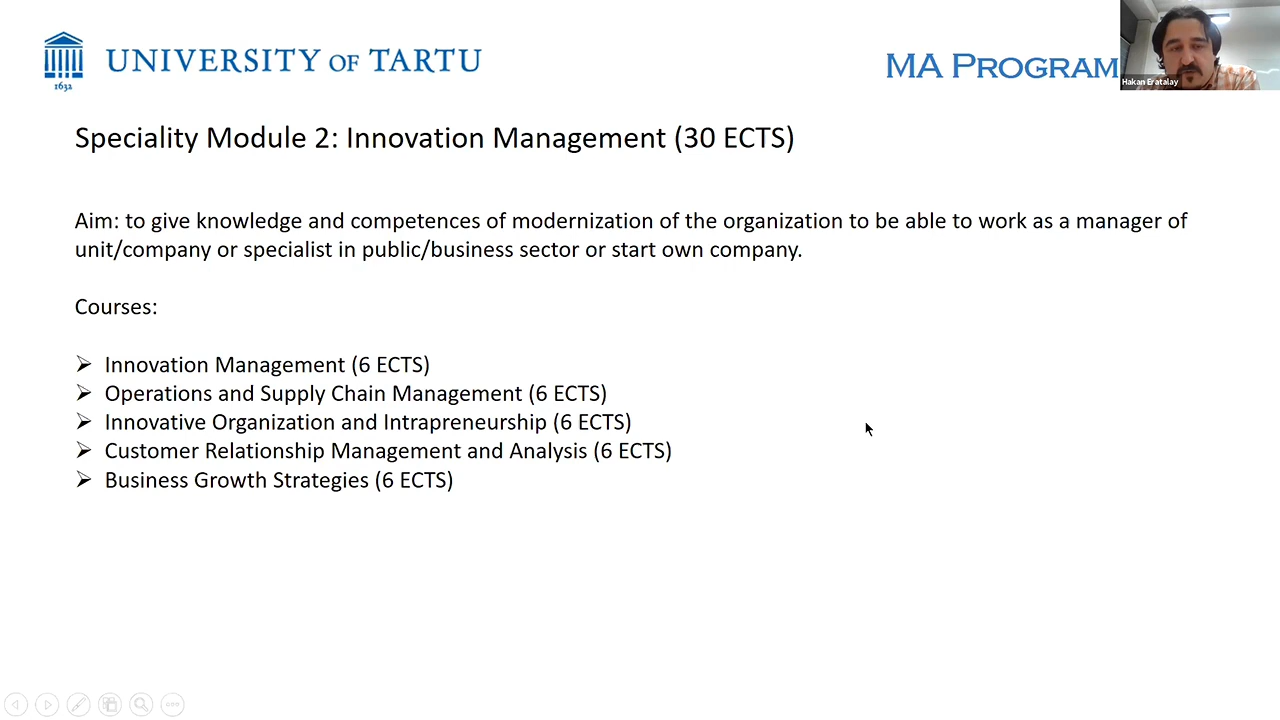 UNIVERSITY OF TARTU
1632
MA PROGRAM
Hakan Eratalay
Speciality Module 2: Innovation Management (30 ECTS)
Aim: to give knowledge and competences of modernization of the organization to be able to work as a manager of
unit/company or specialist in public/business sector or start own company.
Courses:
➢ Innovation Management (6 ECTS)
➢ Operations and Supply Chain Management (6 ECTS)
➢ Innovative Organization and Intrapreneurship (6 ECTS)
➢ Customer Relationship Management and Analysis (6 ECTS)
➢ Business Growth Strategies (6 ECTS)